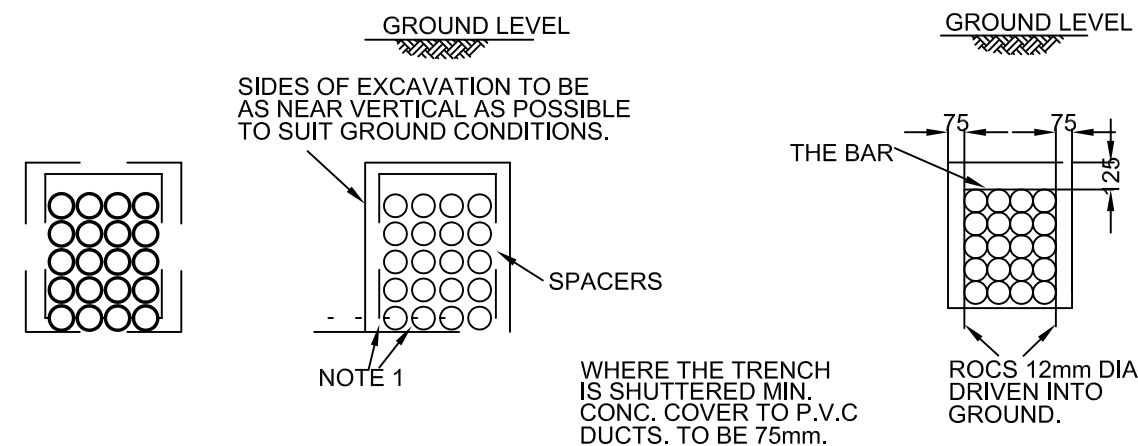 GROUND LEVEL
SIDES OF EXCAVATION TO BE
AS NEAR VERTICAL AS POSSIBLE
TO SUIT GROUND CONDITIONS.
SPACERS
NOTE 1
WHERE THE TRENCH
IS SHUTTERED MIN.
CONC. COVER TO P.V.C
DUCTS. TO BE 75mm.
GROUND LEVEL
75
75
THE BAR
125
ROCS 12mm DIA
DRIVEN INTO
GROUND.